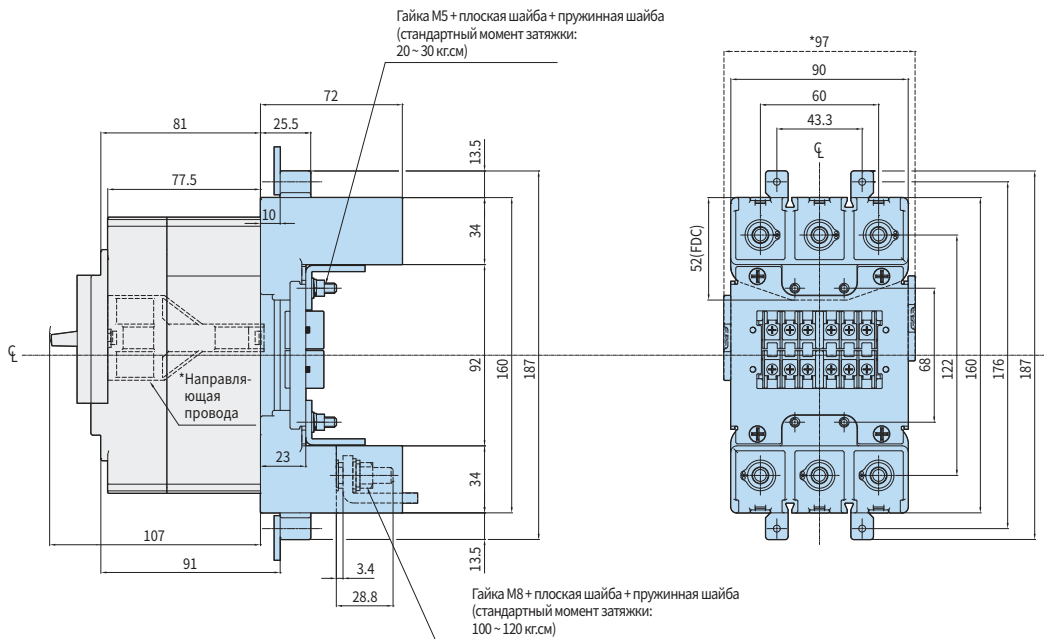 Гайка M5 + плоская шайба + пружинная шайба
(стандартный момент затяжки:
20 ~ 30 кг.см)
*97
72
90
60
81
25.5
43.3
13.5
77.5
10
34
52(FDC)
92
160
187
68
122
160
176
187
*Направля-
ющая
провода
23
34
107
91
13.5
3.4
28.8
Гайка M8 + плоская шайба + пружинная шайба
(стандартный момент затяжки:
100 ~ 120 кг.см)